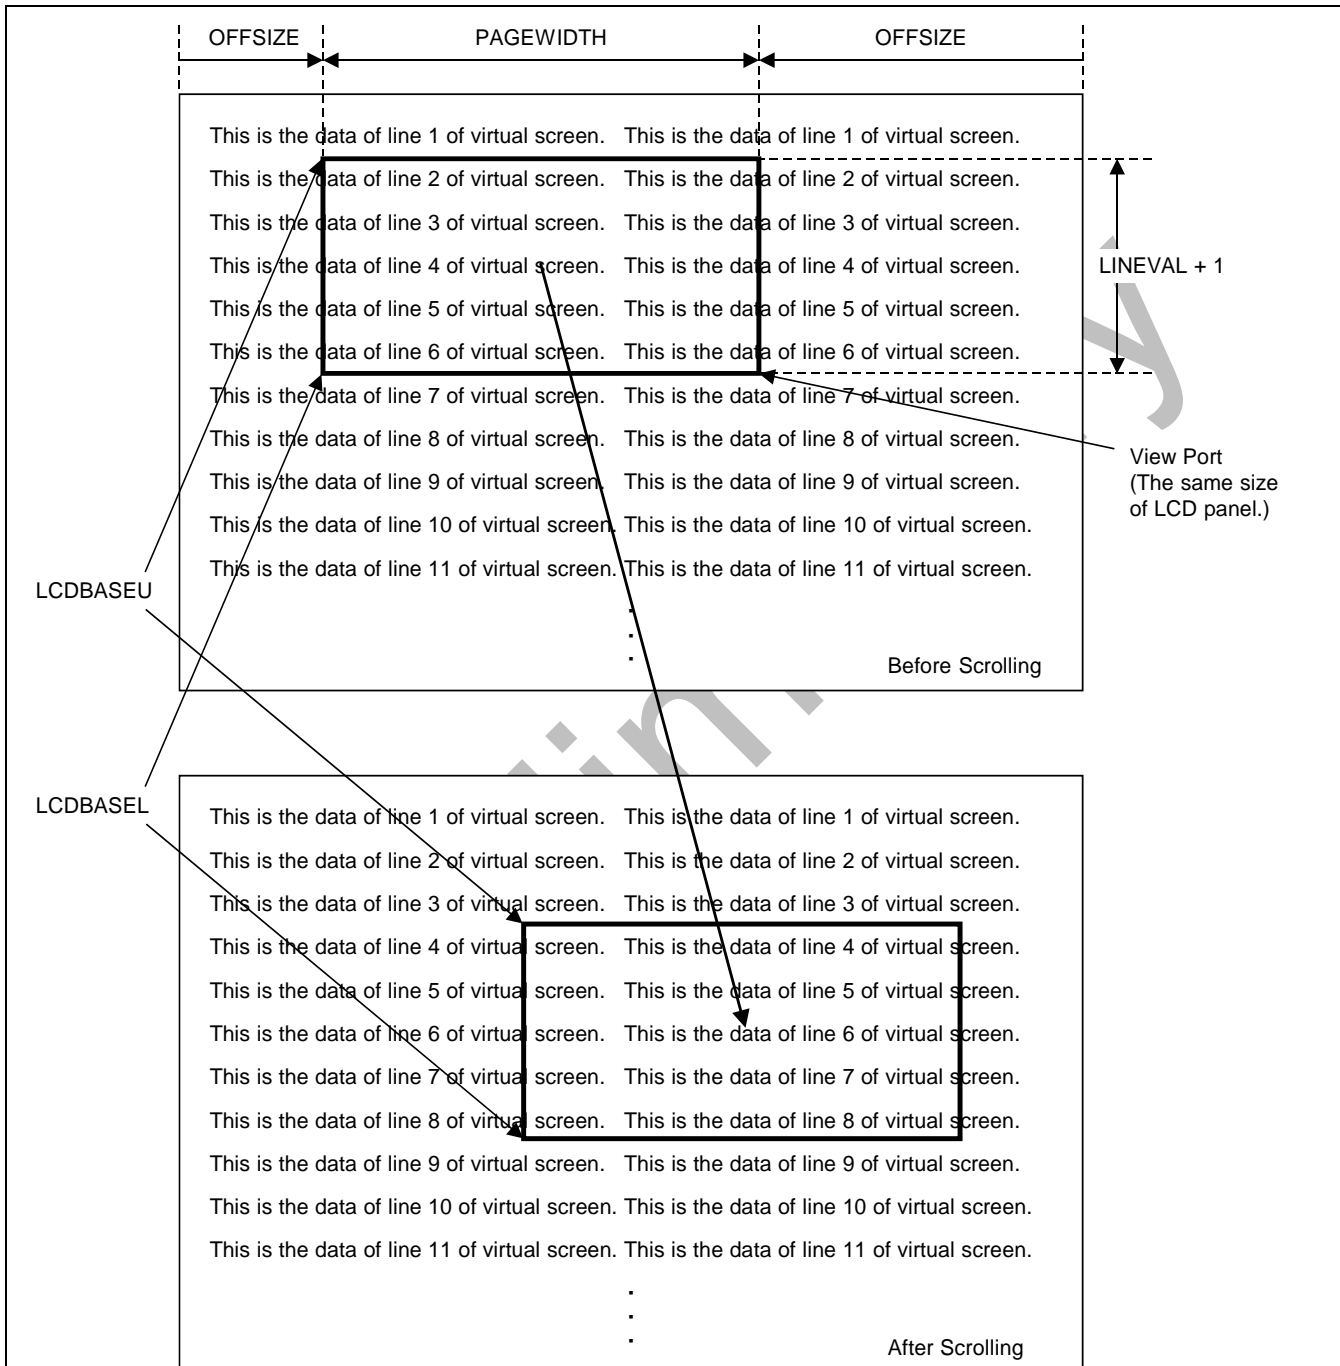 OFFSIZE PAGEWIDTH OFFSIZE
This is the data of line 1 of virtual screen. This is the data of line 1 of virtual screen.
This is the data of line 2 of virtual screen. This is the data of line 2 of virtual screen.
This is the data of line 3 of virtual screen. This is the data of line 3 of virtual screen.
This is the data of line 4 of virtual screen. This is the data of line 4 of virtual screen.
LINEVAL + 1
This is the data of line 5 of virtual screen. This is the data of line 5 of virtual screen.
This is the data of line 6 of virtual screen. This is the data of line 6 of virtual screen.
This is the data of line 7 of virtual screen. This is the data of line 7 of virtual screen.
This is the data of line 8 of virtual screen. This is the data of line 8 of virtual screen.
View Port
(The same size
of LCD panel.)
This is the data of line 9 of virtual screen. This is the data of line 9 of virtual screen.
This is the data of line 10 of virtual screen. This is the data of line 10 of virtual screen.
This is the data of line 11 of virtual screen. This is the data of line 11 of virtual screen.
LCDBASEU
.
.
.
Before Scrolling
LCDBASEL
This is the data of line 1 of virtual screen. This is the data of line 1 of virtual screen.
This is the data of line 2 of virtual screen. This is the data of line 2 of virtual screen.
This is the data of line 3 of virtual screen. This is the data of line 3 of virtual screen.
This is the data of line 4 of virtual screen. This is the data of line 4 of virtual screen.
This is the data of line 5 of virtual screen. This is the data of line 5 of virtual screen.
This is the data of line 6 of virtual screen. This is the data of line 6 of virtual screen.
This is the data of line 7 of virtual screen. This is the data of line 7 of virtual screen.
This is the data of line 8 of virtual screen. This is the data of line 8 of virtual screen.
This is the data of line 9 of virtual screen. This is the data of line 9 of virtual screen.
This is the data of line 10 of virtual screen. This is the data of line 10 of virtual screen.
This is the data of line 11 of virtual screen. This is the data of line 11 of virtual screen.
.
.
.
After Scrolling